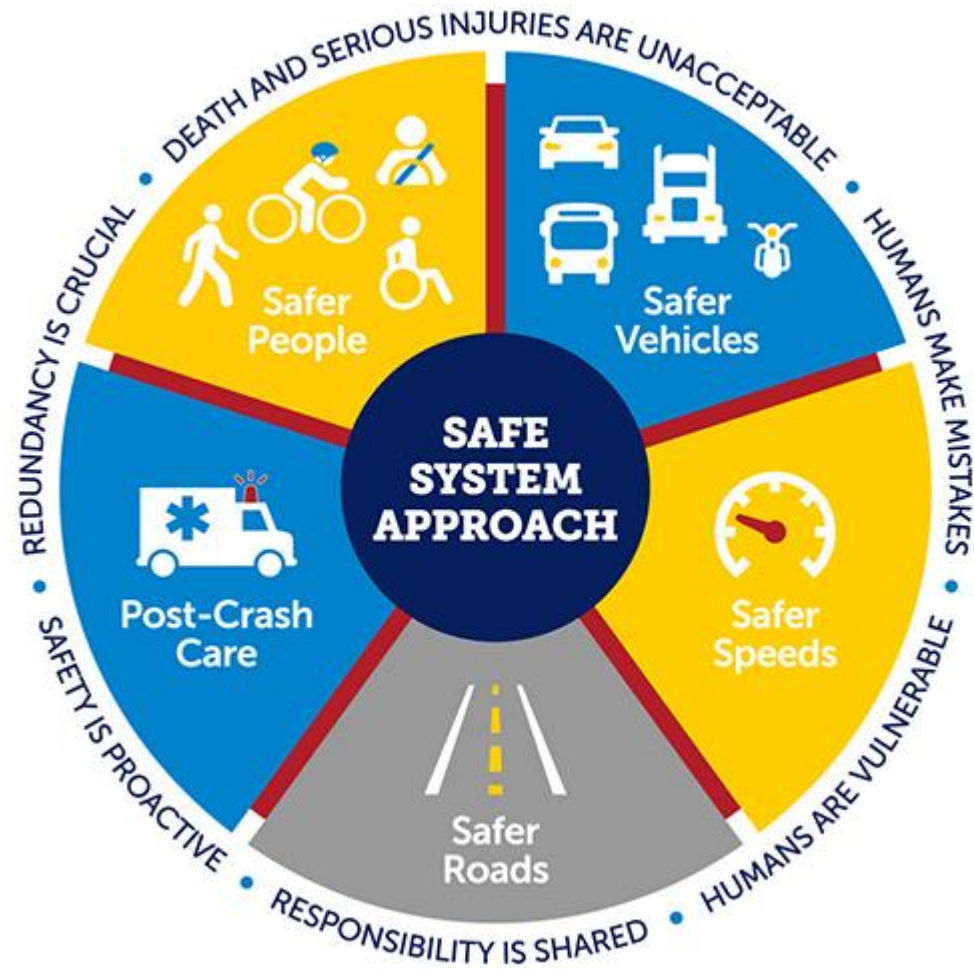 DEATH AND SERIOUS INJURIES ARE UNACCEPTABLE
HUMANS MAKE MISTAKES
HUMANS ARE VULNERABLE
RESPONSIBILITY IS SHARED
SAFETY IS PROACTIVE
REDUNDANCY IS CRUCIAL
Safer
People
Safer
Vehicles
SAFE
SYSTEM
APPROACH
Safer
Speeds
Post-Crash
Care
Safer
Roads